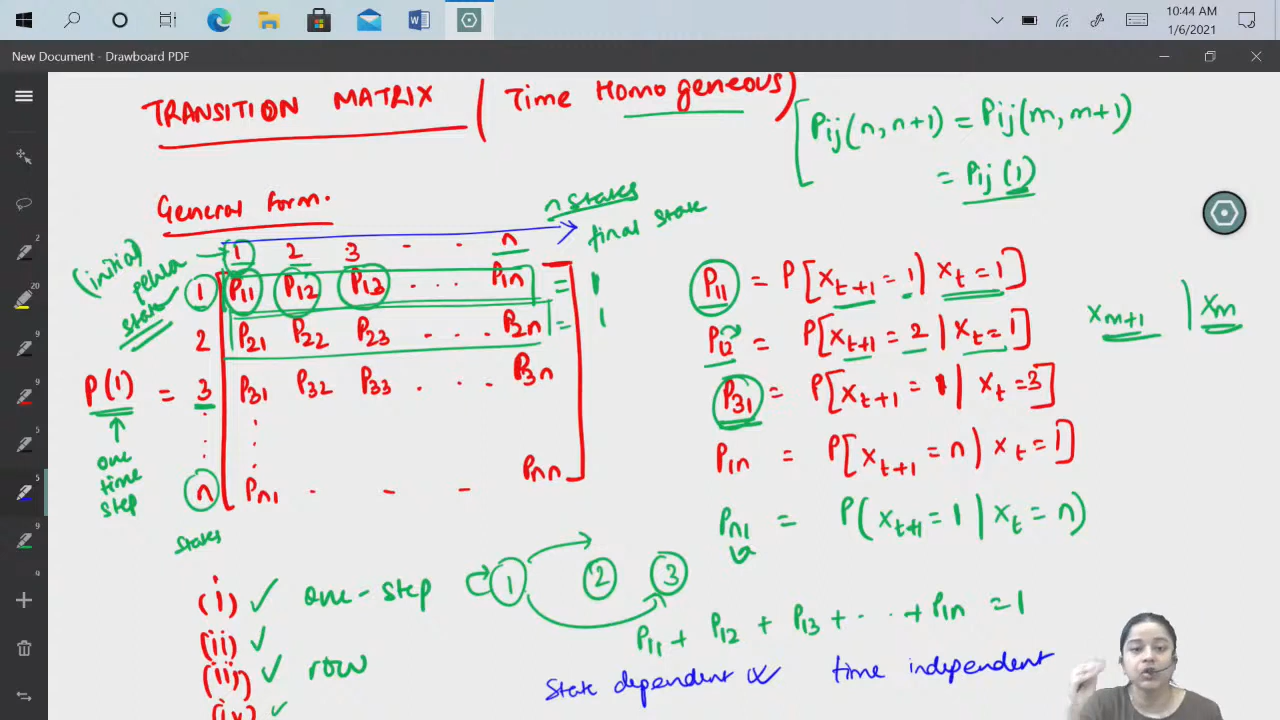 10:44 AM
1/6/2021
New Document - Drawboard PDF
TRANSITION MATRIX ( Time Homogeneous)
[ Pij(n, n+1) = Pij(m, m+1)
= Pij (1)
General form.
n states
final state
(initial)
pehla
state
1 2 3 - . . n
1 P11 P12 P13 . . . P1n = 1
2 P21 P22 P23 . . . P2n = 1
P(1) = 3 P31 P32 P33 . . . P3n
n Pn1 . - - - Pnn
one
time
step
states
P11 = P[Xt+1 = 1 | Xt = 1]
P12 = P[Xt+1 = 2 | Xt = 1]
Xm+1 | Xm
P31 = P[Xt+1 = 1 | Xt = 3]
P1n = P[Xt+1 = n | Xt = 1]
Pn1 = P(Xt+1 = 1 | Xt = n)
1 2 3
(i) ✓ one-step
(ii) ✓
(iii) ✓ row
(iv) ✓
P11 + P12 + P13 + . . . + P1n = 1
State dependent
time independent